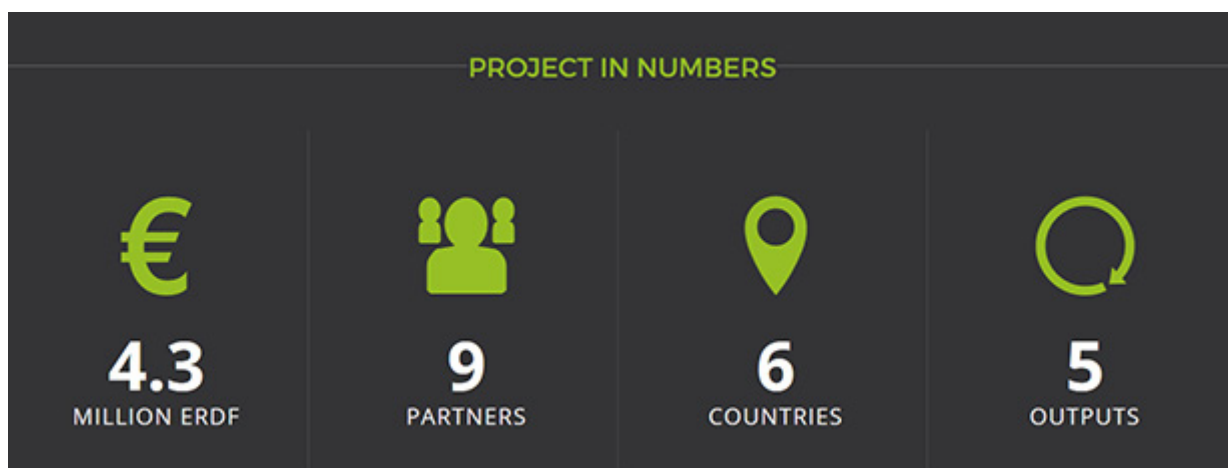 PROJECT IN NUMBERS
€
4.3
MILLION ERDF
9
PARTNERS
6
COUNTRIES
5
OUTPUTS